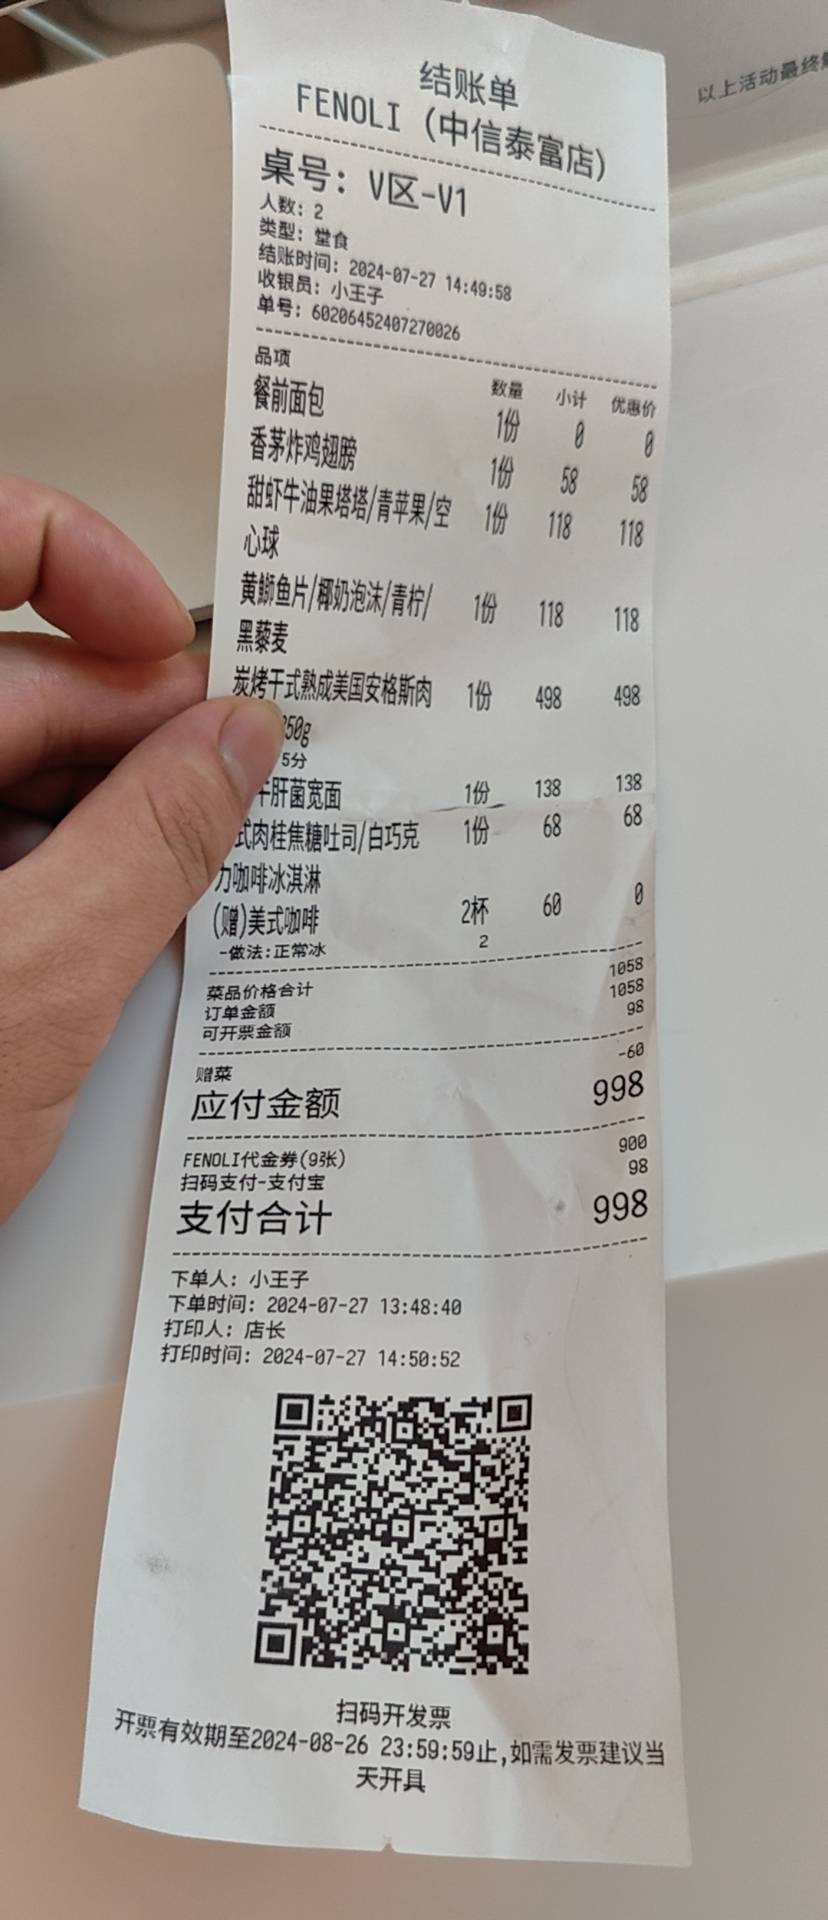 以上活动最终
结账单
FENOLI（中信泰富店）
桌号：V区-V1
人数：2
类型：堂食
结账时间：2024-07-27 14:49:58
收银员：小王子
单号：60206452407270026
品项 数量 小计 优惠价
餐前面包 1份 0 0
香茅炸鸡翅膀 1份 58 58
甜虾牛油果塔塔/青苹果/空 1份 118 118
心球
黄鰤鱼片/椰奶泡沫/青柠/ 1份 118 118
黑藜麦
炭烤干式熟成美国安格斯肉 1份 498 498
50g
5分
牛肝菌宽面 1份 138 138
式肉桂焦糖吐司/白巧克 1份 68 68
力咖啡冰淇淋
(赠)美式咖啡 2杯 60 0
-做法:正常冰 2
菜品价格合计 1058
订单金额 1058
可开票金额 98
赠菜 -60
应付金额 998
FENOLI代金券(9张) 900
扫码支付-支付宝 98
支付合计 998
下单人：小王子
下单时间：2024-07-27 13:48:40
打印人：店长
打印时间：2024-07-27 14:50:52
扫码开发票
开票有效期至2024-08-26 23:59:59止,如需发票建议当
天开具